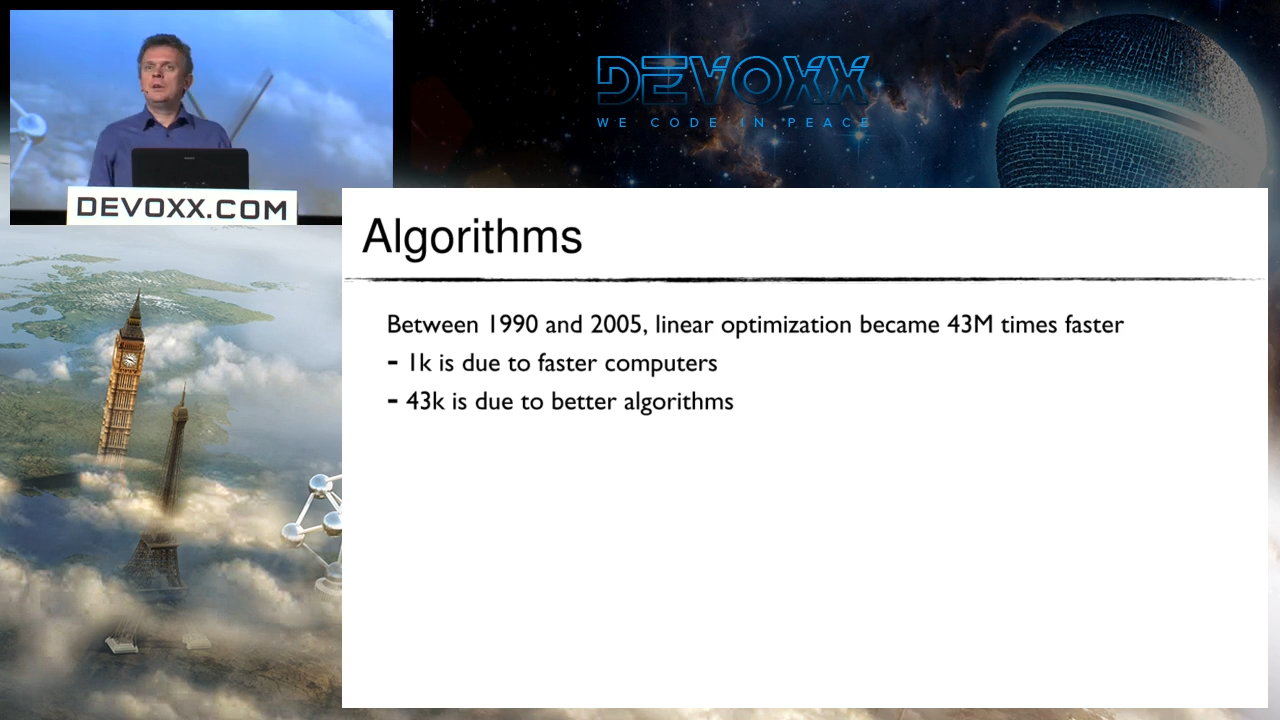 DEVOXX
WE CODE IN PEACE
DEVOXX.COM
Algorithms
Between 1990 and 2005, linear optimization became 43M times faster
- 1k is due to faster computers
- 43k is due to better algorithms